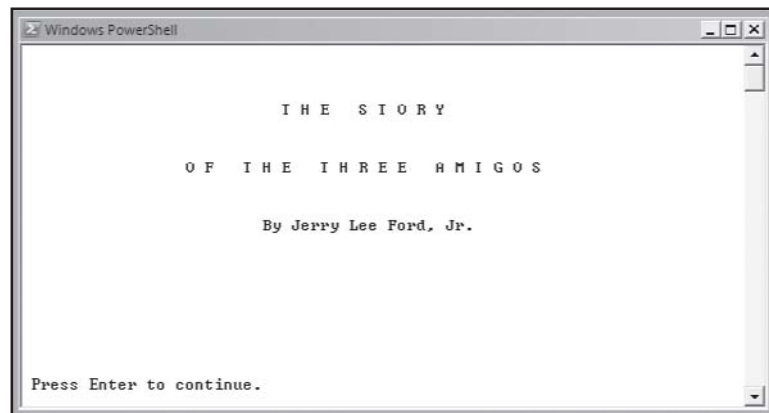 Windows PowerShell
T H E S T O R Y
O F T H E T H R E E A M I G O S
By Jerry Lee Ford, Jr.
Press Enter to continue.